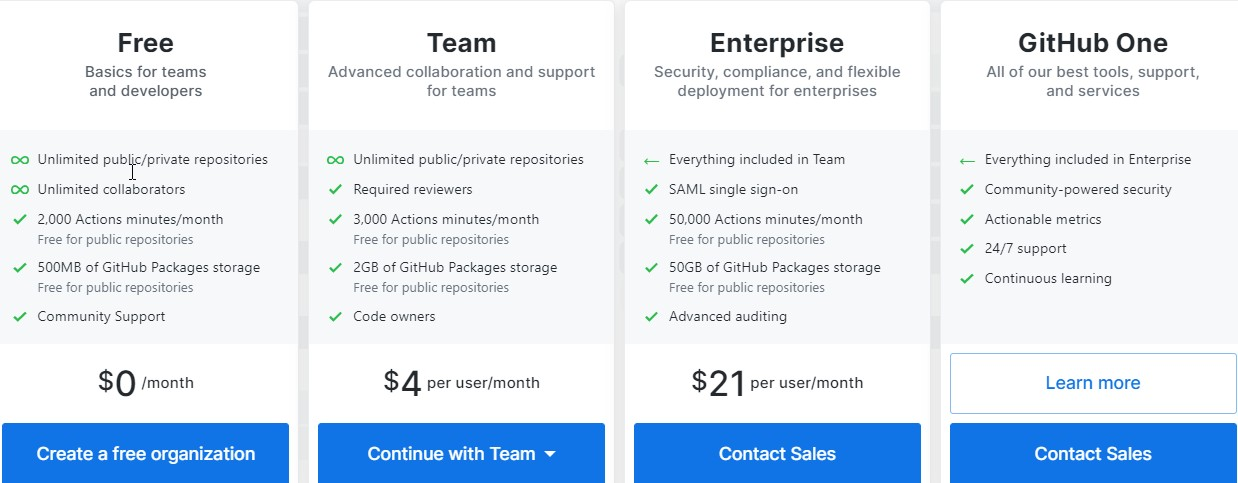 Free
Basics for teams
and developers
Unlimited public/private repositories
Unlimited collaborators
2,000 Actions minutes/month
Free for public repositories
500MB of GitHub Packages storage
Free for public repositories
Community Support
$0 /month
Create a free organization
Team
Advanced collaboration and support
for teams
Unlimited public/private repositories
Required reviewers
3,000 Actions minutes/month
Free for public repositories
2GB of GitHub Packages storage
Free for public repositories
Code owners
$4 per user/month
Continue with Team
Enterprise
Security, compliance, and flexible
deployment for enterprises
Everything included in Team
SAML single sign-on
50,000 Actions minutes/month
Free for public repositories
50GB of GitHub Packages storage
Free for public repositories
Advanced auditing
$21 per user/month
Contact Sales
GitHub One
All of our best tools, support,
and services
Everything included in Enterprise
Community-powered security
Actionable metrics
24/7 support
Continuous learning
Learn more
Contact Sales